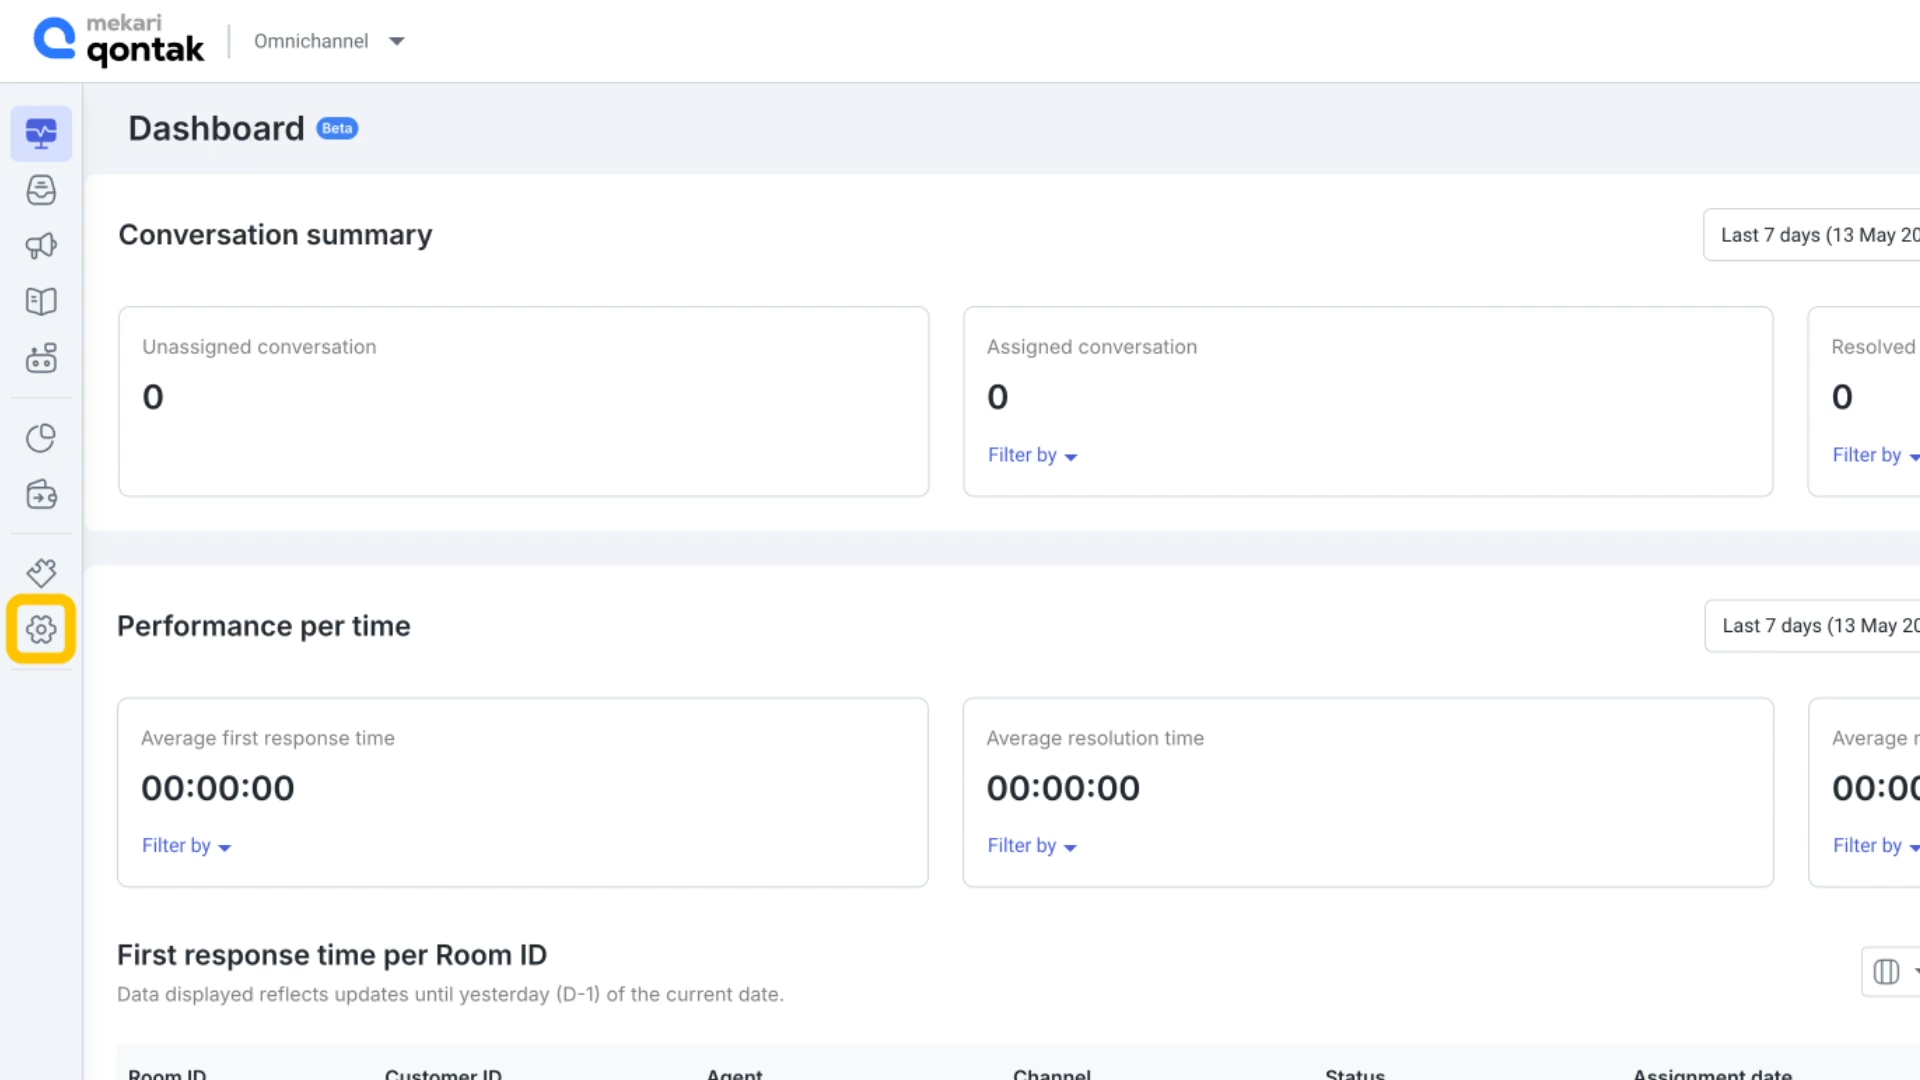 mekari
qontak
Omnichannel
Dashboard Beta
Conversation summary
Last 7 days (13 May 20
Unassigned conversation
0
Assigned conversation
0
Filter by
Resolved
0
Filter by
Performance per time
Last 7 days (13 May 20
Average first response time
00:00:00
Filter by
Average resolution time
00:00:00
Filter by
Average r
00:00
Filter by
First response time per Room ID
Data displayed reflects updates until yesterday (D-1) of the current date.
Room ID Customer ID Agent Channel Status Assignment date